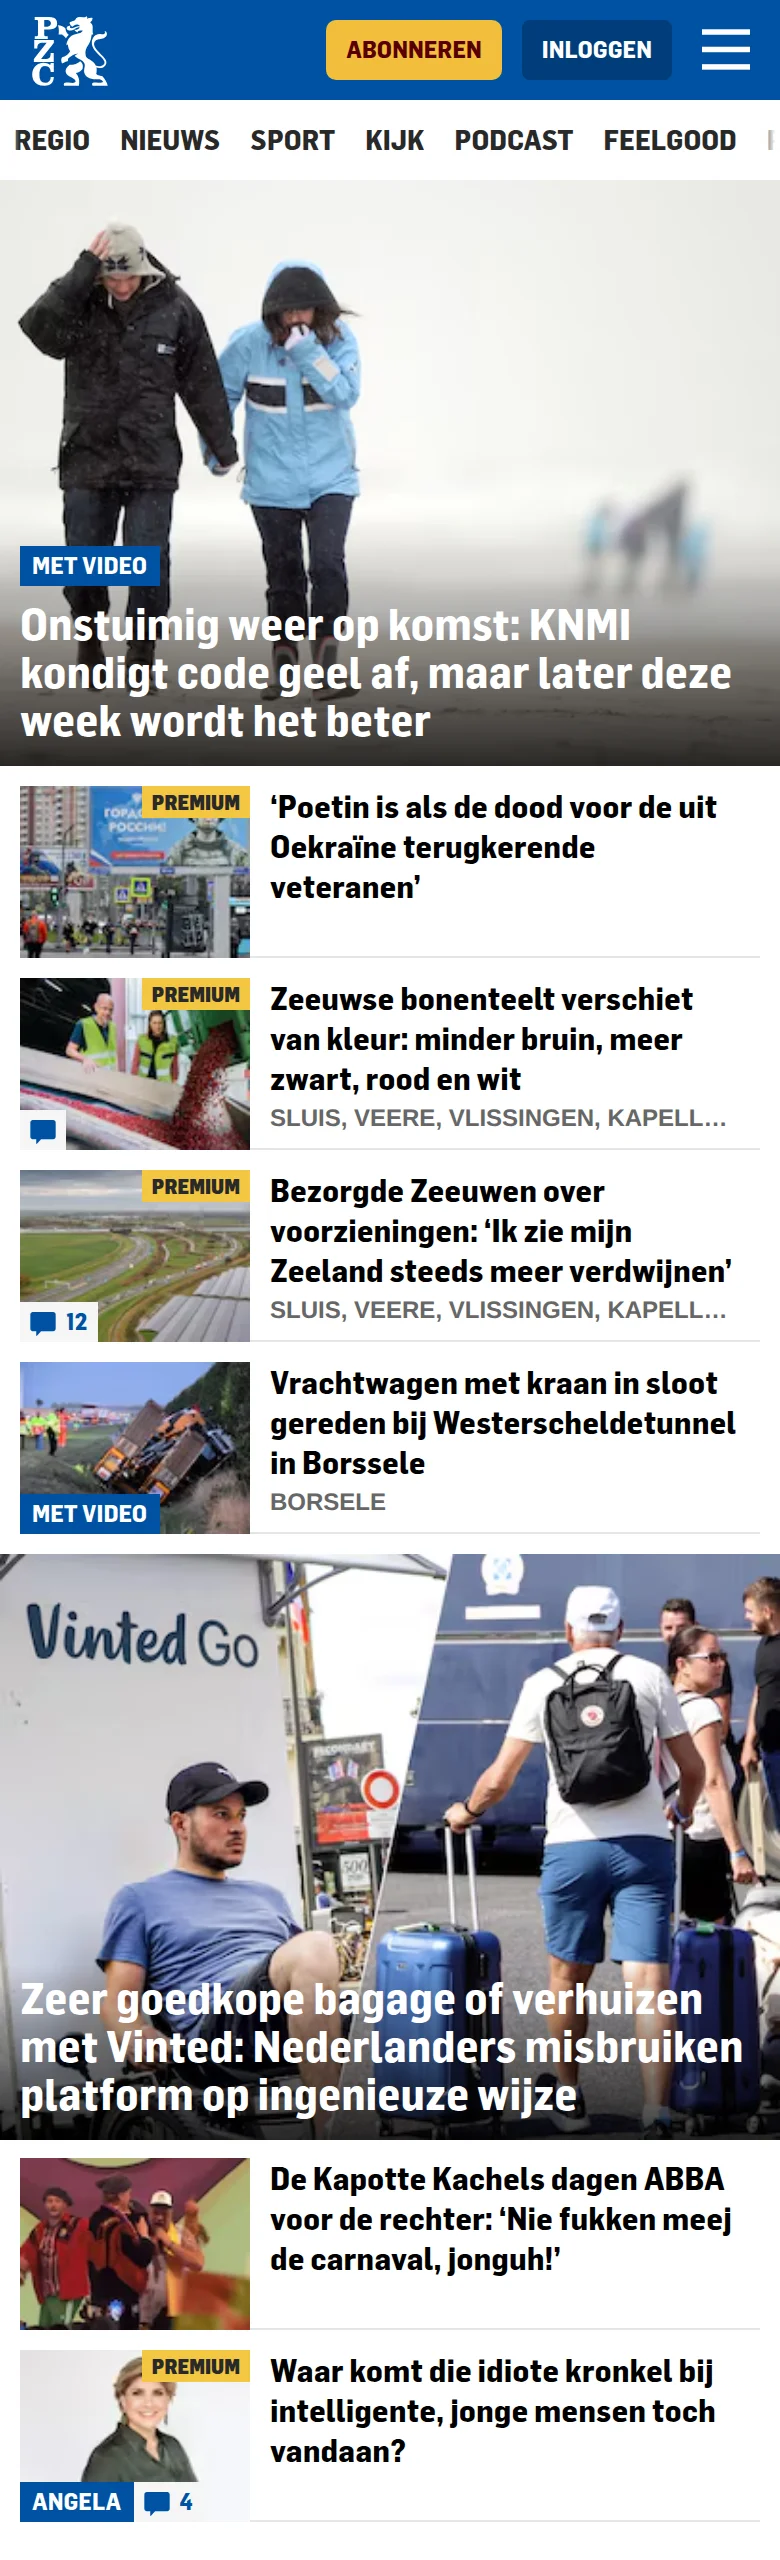 PZC
ABONNEREN
INLOGGEN
REGIO NIEUWS SPORT KIJK PODCAST FEELGOOD
MET VIDEO
Onstuimig weer op komst: KNMI
kondigt code geel af, maar later deze
week wordt het beter
PREMIUM
‘Poetin is als de dood voor de uit
Oekraïne terugkerende
veteranen’
PREMIUM
Zeeuwse bonenteelt verschiet
van kleur: minder bruin, meer
zwart, rood en wit
SLUIS, VEERE, VLISSINGEN, KAPELL...
PREMIUM
12
Bezorgde Zeeuwen over
voorzieningen: ‘Ik zie mijn
Zeeland steeds meer verdwijnen’
SLUIS, VEERE, VLISSINGEN, KAPELL...
MET VIDEO
Vrachtwagen met kraan in sloot
gereden bij Westerscheldetunnel
in Borssele
BORSELE
Vinted Go
500
Zeer goedkope bagage of verhuizen
met Vinted: Nederlanders misbruiken
platform op ingenieuze wijze
De Kapotte Kachels dagen ABBA
voor de rechter: ‘Nie fukken meej
de carnaval, jonguh!’
PREMIUM
ANGELA
4
Waar komt die idiote kronkel bij
intelligente, jonge mensen toch
vandaan?